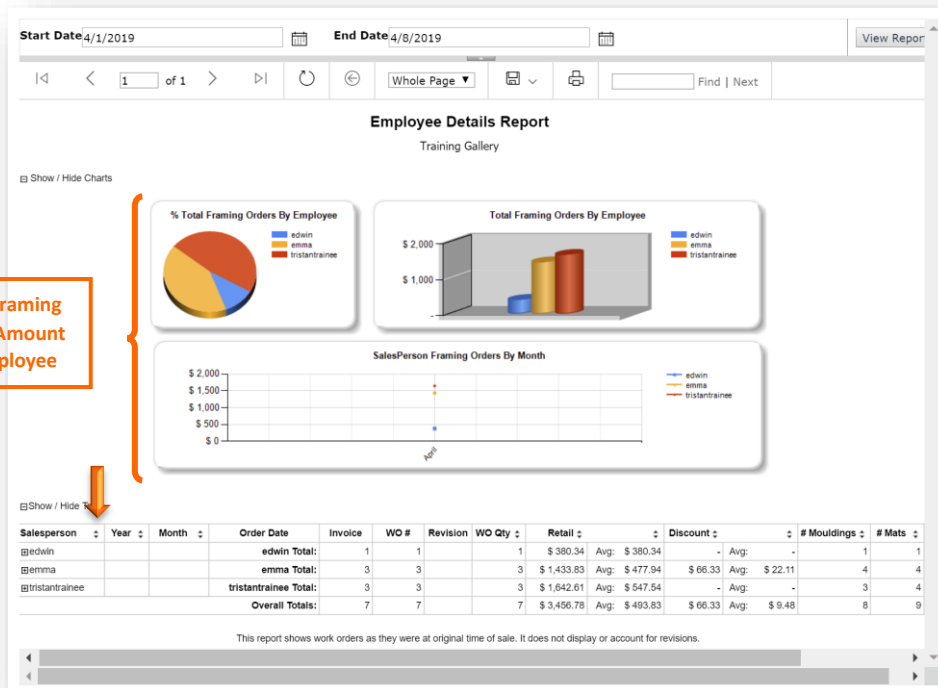 Start Date 4/1/2019 End Date 4/8/2019 View Repor
1 of 1 Whole Page Find | Next
Employee Details Report
Training Gallery
Show / Hide Charts
% Total Framing Orders By Employee
edwin
emma
tristantrainee
Total Framing Orders By Employee
$ 2,000
$ 1,000
-
edwin
emma
tristantrainee
raming
Amount
ployee
SalesPerson Framing Orders By Month
$ 2,000
$ 1,500
$ 1,000
$ 500
$ 0
April
edwin
emma
tristantrainee
Show / Hide T
Salesperson Year Month Order Date Invoice WO # Revision WO Qty Retail Discount # Mouldings # Mats
edwin edwin Total: 1 1 1 $ 380.34 Avg: $ 380.34 - Avg: - 1 1
emma emma Total: 3 3 3 $ 1,433.83 Avg: $ 477.94 $ 66.33 Avg: $ 22.11 4 4
tristantrainee tristantrainee Total: 3 3 3 $ 1,642.61 Avg: $ 547.54 - Avg: - 3 4
Overall Totals: 7 7 7 $ 3,456.78 Avg: $ 493.83 $ 66.33 Avg: $ 9.48 8 9
This report shows work orders as they were at original time of sale. It does not display or account for revisions.